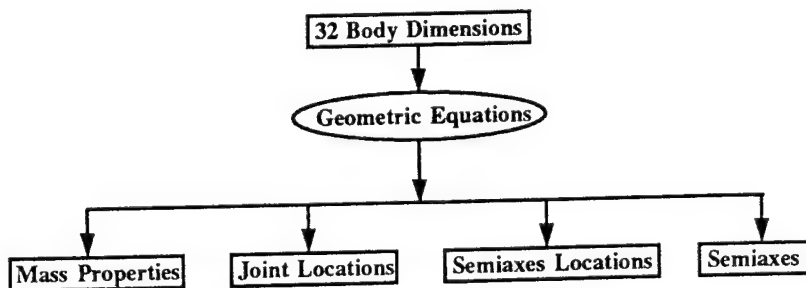 32 Body Dimensions
Geometric Equations
Mass Properties
Joint Locations
Semiaxes Locations
Semiaxes